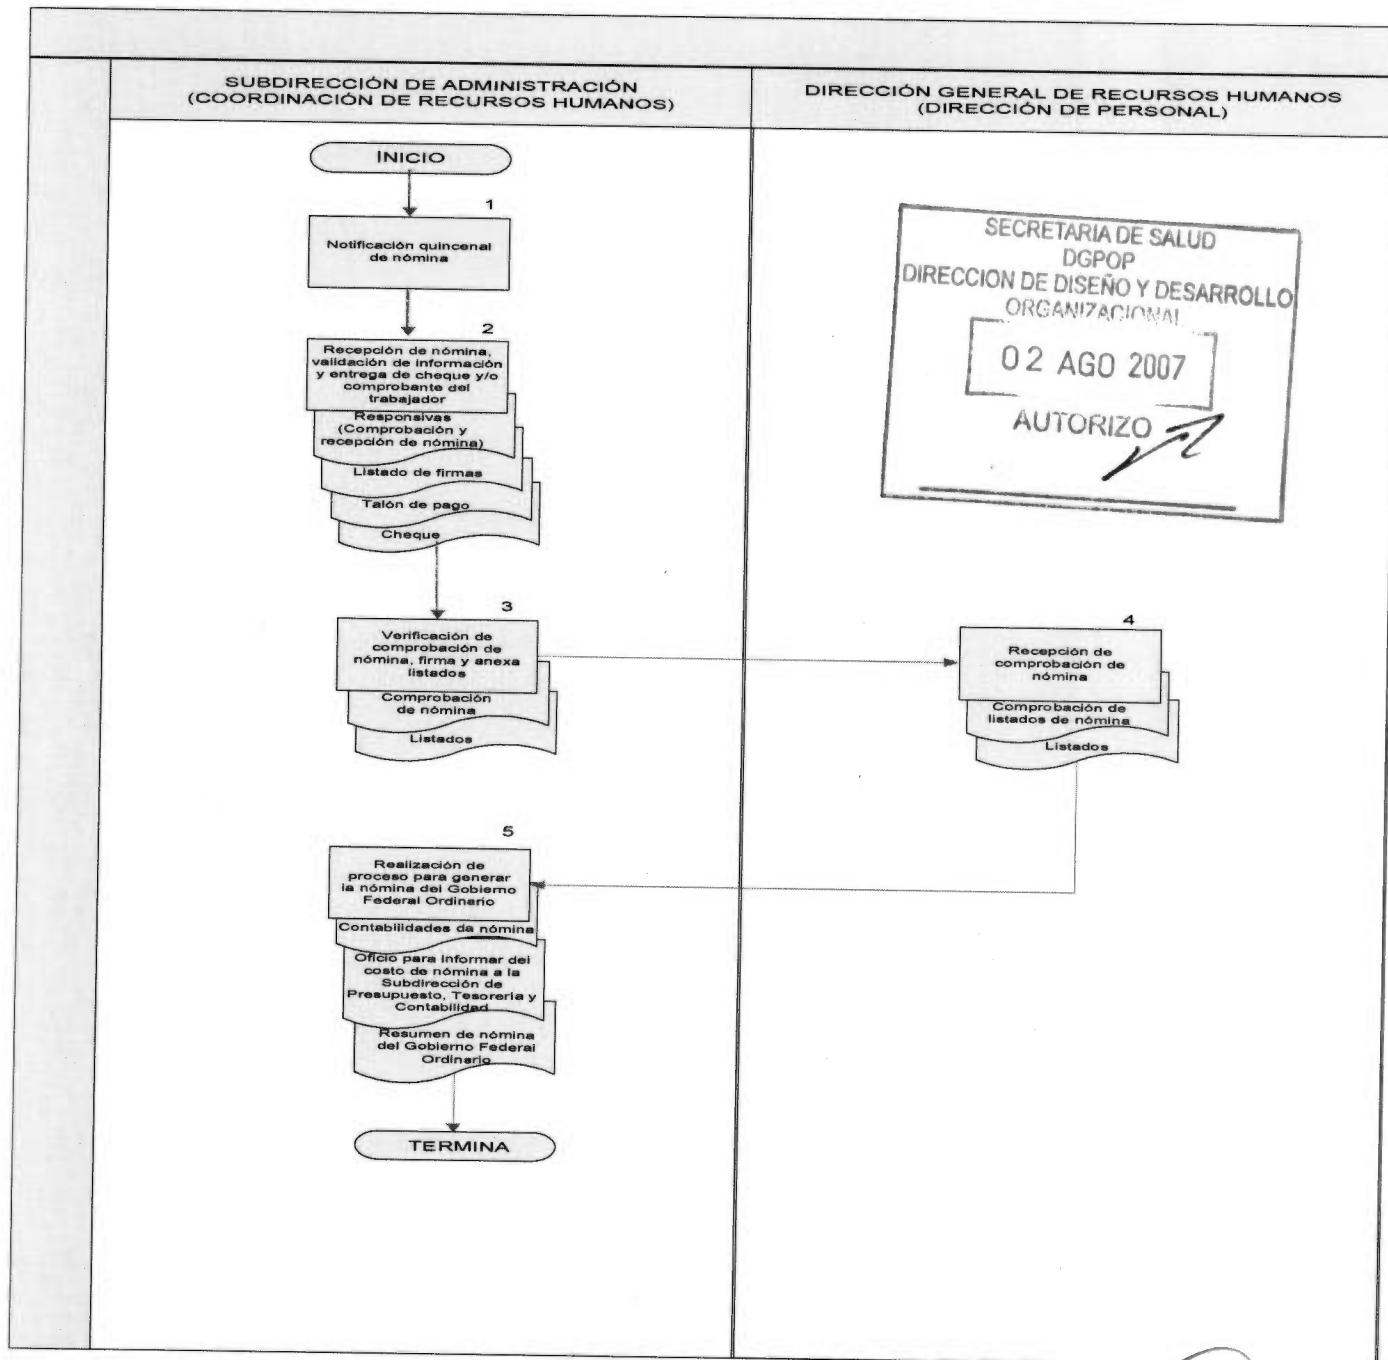 SUBDIRECCIÓN DE ADMINISTRACIÓN
(COORDINACIÓN DE RECURSOS HUMANOS)
DIRECCIÓN GENERAL DE RECURSOS HUMANOS
(DIRECCIÓN DE PERSONAL)
INICIO
1
Notificación quincenal
de nómina
SECRETARIA DE SALUD
DGPOP
DIRECCION DE DISEÑO Y DESARROLLO
ORGANIZACIONAL
02 AGO 2007
AUTORIZO
2
Recepción de nómina,
validación de información
y entrega de cheque y/o
comprobante del
trabajador
Responsivas
(Comprobación y
recepción de nómina)
Listado de firmas
Talón de pago
Cheque
3
Verificación de
comprobación de
nómina, firma y anexa
listados
Comprobación
de nómina
Listados
4
Recepción de
comprobación de
nómina
Comprobación de
listados de nómina
Listados
5
Realización de
proceso para generar
la nómina del Gobierno
Federal Ordinario
Contabilidades da nómina
Oficio para informar del
costo de nómina a la
Subdirección de
Presupuesto, Tesorería y
Contabilidad
Resumen de nómina
del Gobierno Federal
Ordinario
TERMINA